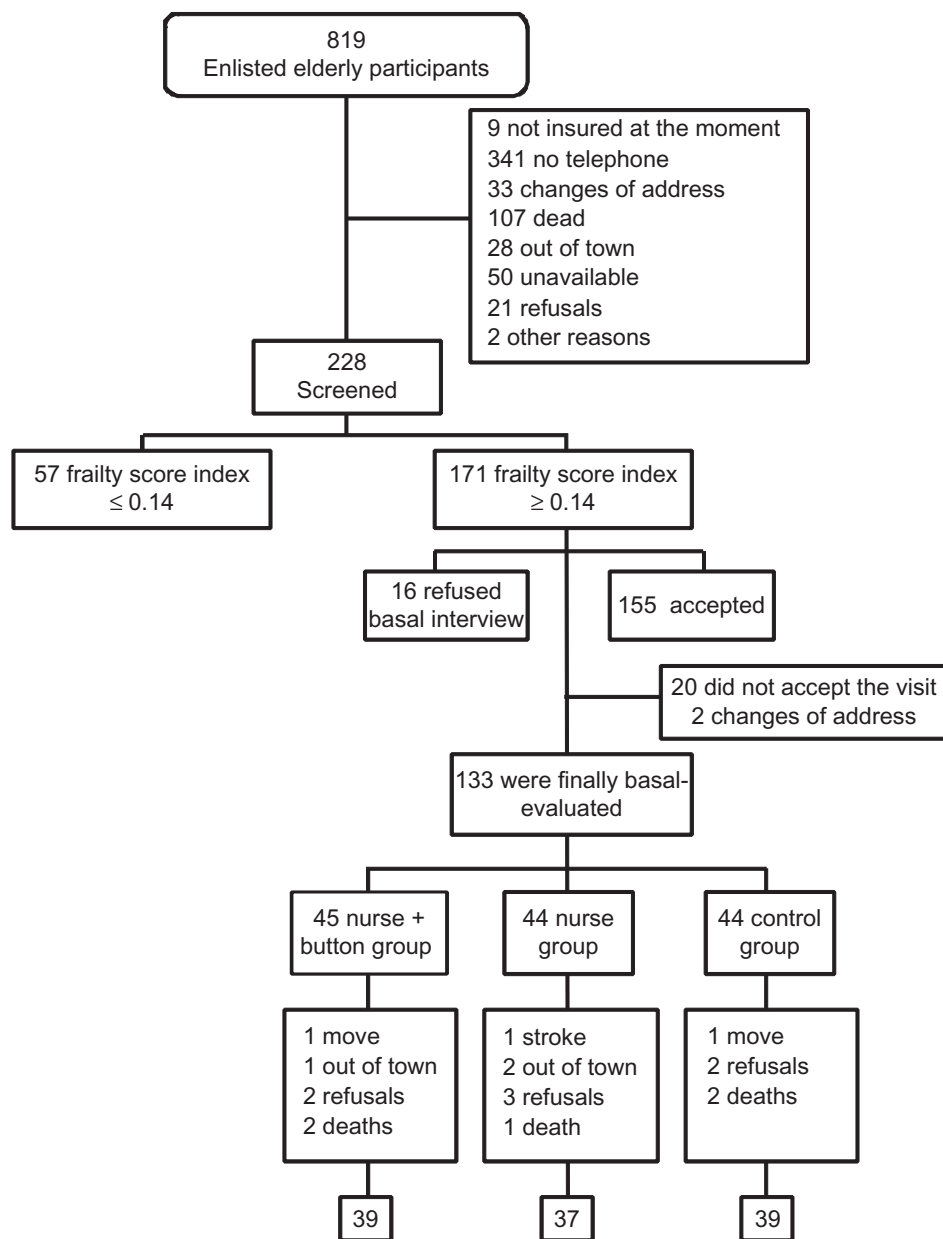 819
Enlisted elderly participants
9 not insured at the moment
341 no telephone
33 changes of address
107 dead
28 out of town
50 unavailable
21 refusals
2 other reasons
228
Screened
57 frailty score index
≤ 0.14
171 frailty score index
≥ 0.14
16 refused
basal interview
155 accepted
20 did not accept the visit
2 changes of address
133 were finally basal-
evaluated
45 nurse +
button group
44 nurse
group
44 control
group
1 move
1 out of town
2 refusals
2 deaths
1 stroke
2 out of town
3 refusals
1 death
1 move
2 refusals
2 deaths
39
37
39